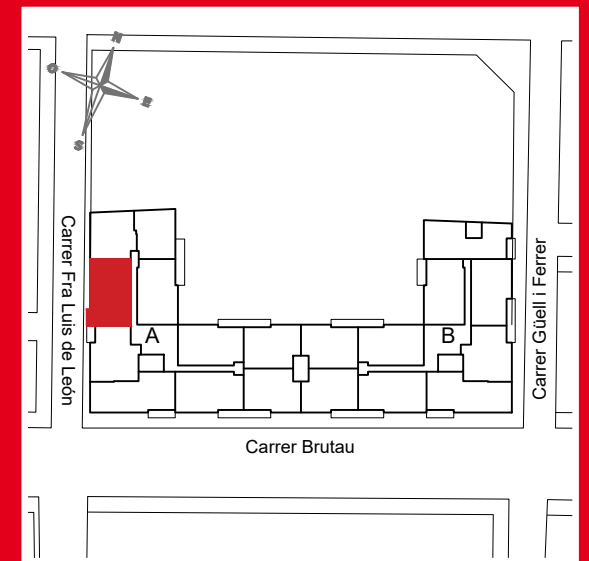 N
O
E
S
Carrer Fra Luis de León
A
B
Carrer Güell i Ferrer
Carrer Brutau